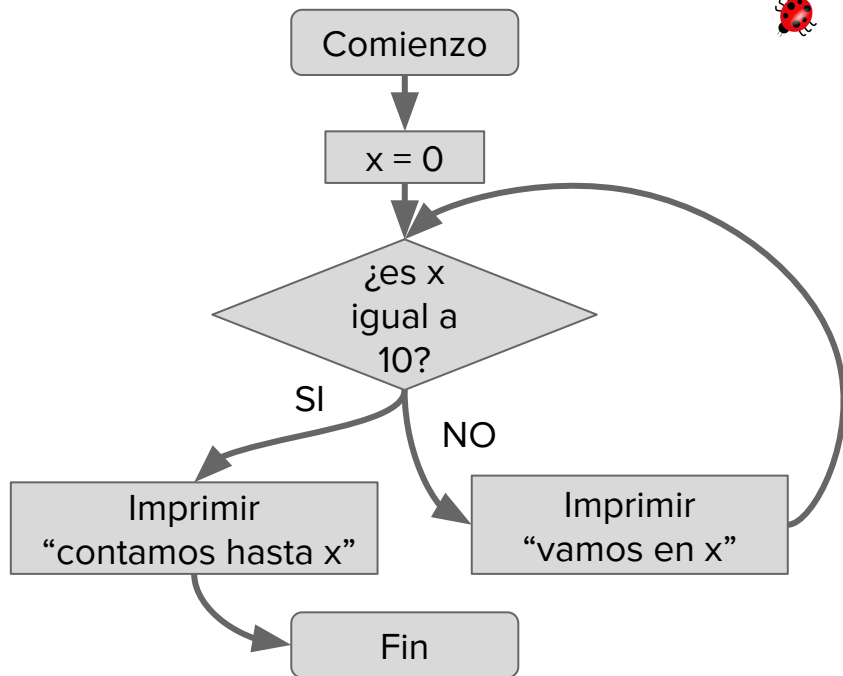 Comienzo
x = 0
¿es x
igual a
10?
SI
NO
Imprimir
“contamos hasta x”
Imprimir
“vamos en x”
Fin